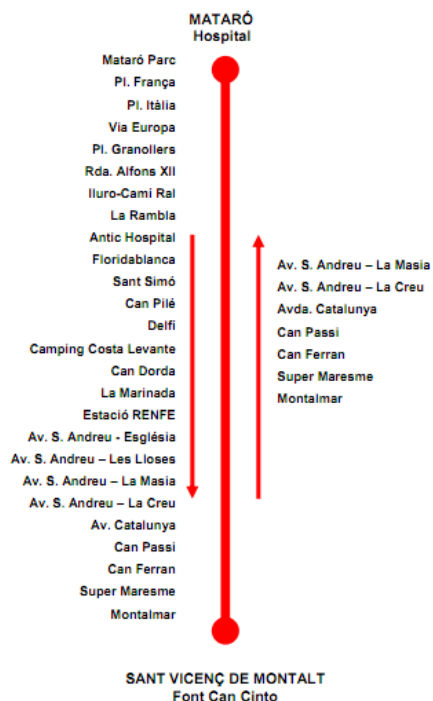 MATARÓ
Hospital
Mataró Parc
Pl. França
Pl. Itàlia
Via Europa
Pl. Granollers
Rda. Alfons XII
Iluro-Cami Ral
La Rambla
Antic Hospital
Floridablanca
Sant Simó
Can Pilé
Delfí
Camping Costa Levante
Can Dorda
La Marinada
Estació RENFE
Av. S. Andreu - Església
Av. S. Andreu – Les Lloses
Av. S. Andreu – La Masia
Av. S. Andreu – La Creu
Av. Catalunya
Can Passi
Can Ferran
Super Maresme
Montalmar
Av. S. Andreu – La Masia
Av. S. Andreu – La Creu
Avda. Catalunya
Can Passi
Can Ferran
Super Maresme
Montalmar
SANT VICENÇ DE MONTALT
Font Can Cinto